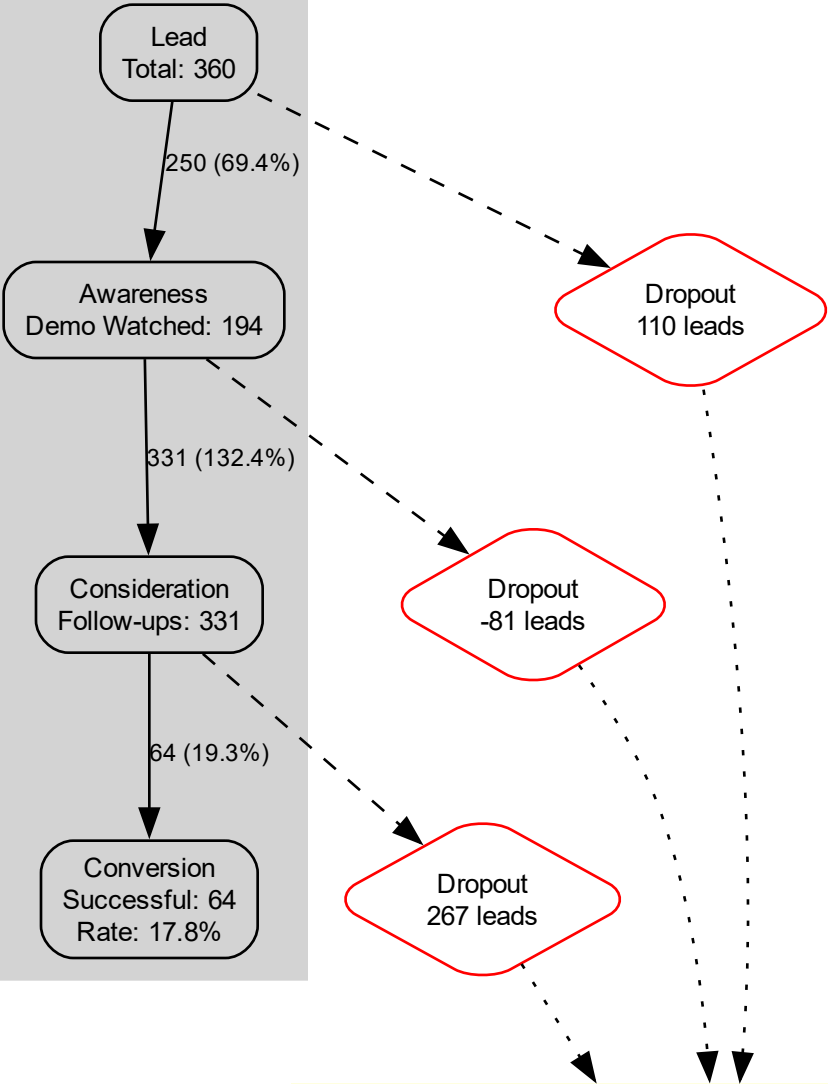 Lead
Total: 360
250 (69.4%)
Awareness
Demo Watched: 194
Dropout
110 leads
331 (132.4%)
Consideration
Follow-ups: 331
Dropout
-81 leads
64 (19.3%)
Conversion
Successful: 64
Rate: 17.8%
Dropout
267 leads